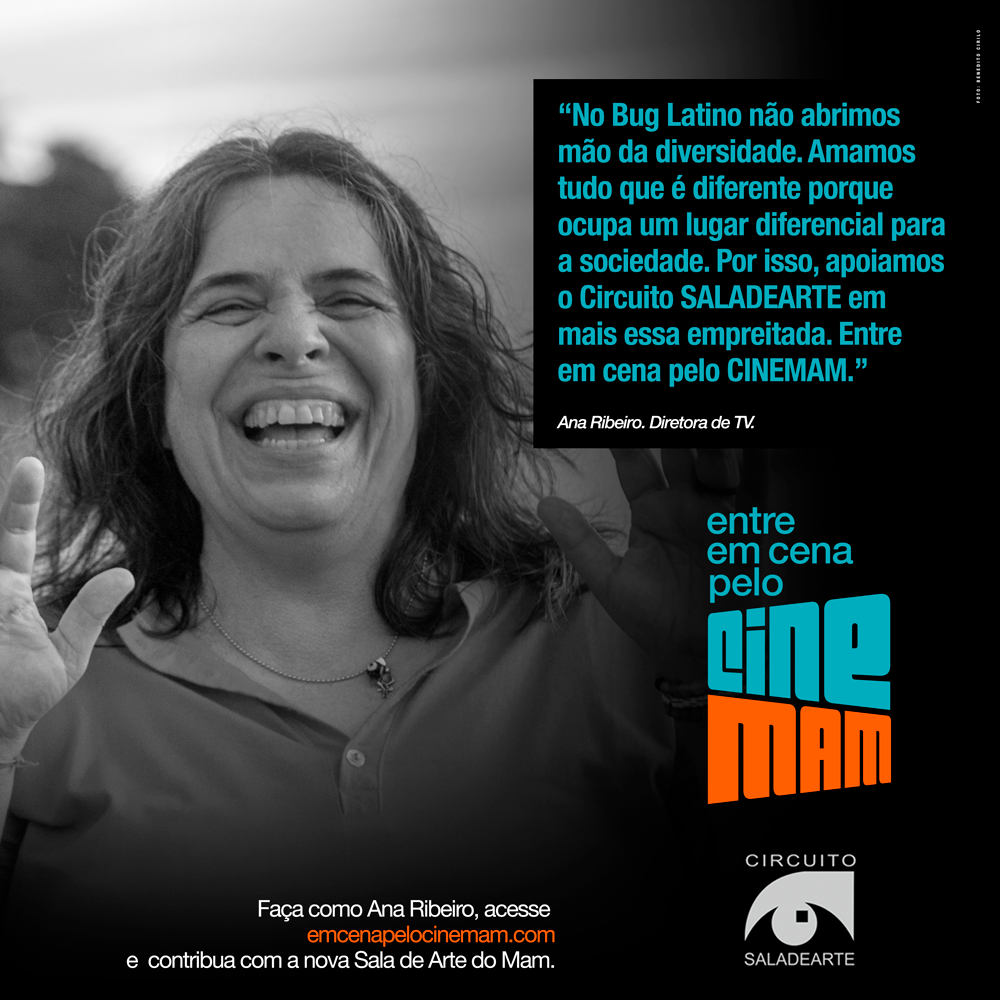 FOTO: BENEDITO CIRILO
“No Bug Latino não abrimos
mão da diversidade. Amamos
tudo que é diferente porque
ocupa um lugar diferencial para
a sociedade. Por isso, apoiamos
o Circuito SALADEARTE em
mais essa empreitada. Entre
em cena pelo CINEMAM.”
Ana Ribeiro. Diretora de TV.
entre
em cena
pelo
cine
mam
CIRCUITO
SALADEARTE
Faça como Ana Ribeiro, acesse
emcenapelocinemam.com
e contribua com a nova Sala de Arte do Mam.